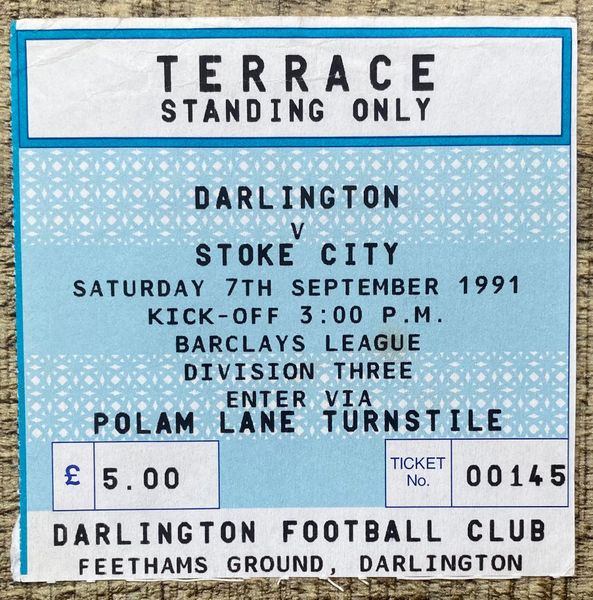 TERRACE
STANDING ONLY
DARLINGTON
V
STOKE CITY
SATURDAY 7TH SEPTEMBER 1991
KICK-OFF 3:00 P.M.
BARCLAYS LEAGUE
DIVISION THREE
ENTER VIA
POLAM LANE TURNSTILE
£ 5.00
TICKET No. 00145
DARLINGTON FOOTBALL CLUB
FEETHAMS GROUND, DARLINGTON